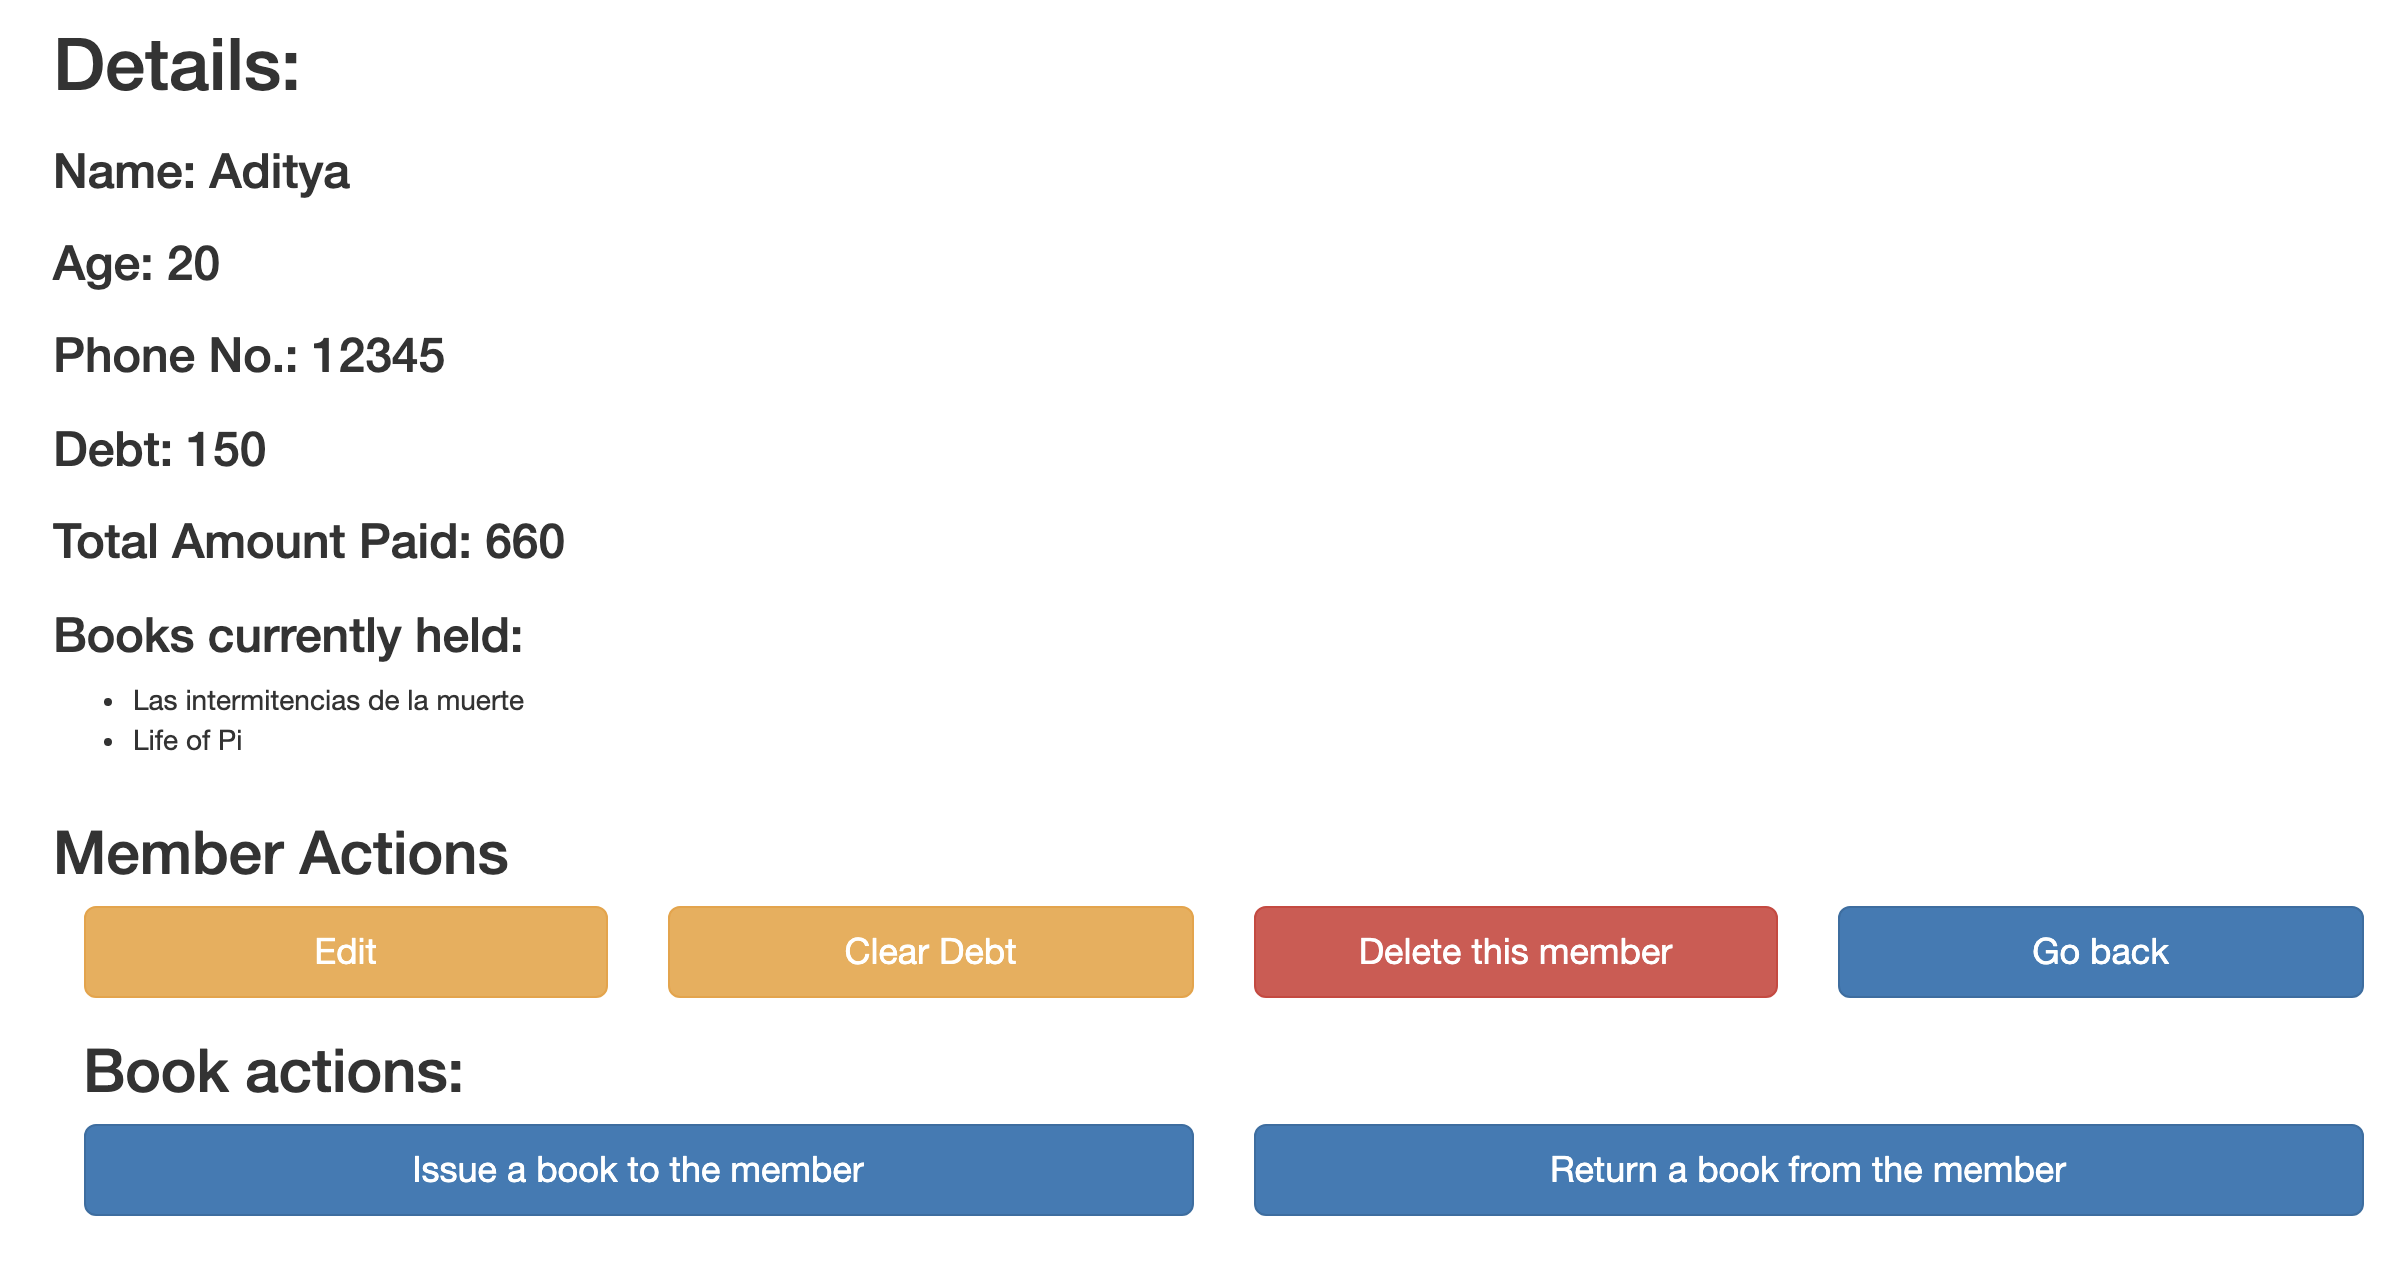 Details:
Name: Aditya
Age: 20
Phone No.: 12345
Debt: 150
Total Amount Paid: 660
Books currently held:
• Las intermitencias de la muerte
• Life of Pi
Member Actions
Edit
Clear Debt
Delete this member
Go back
Book actions:
Issue a book to the member
Return a book from the member